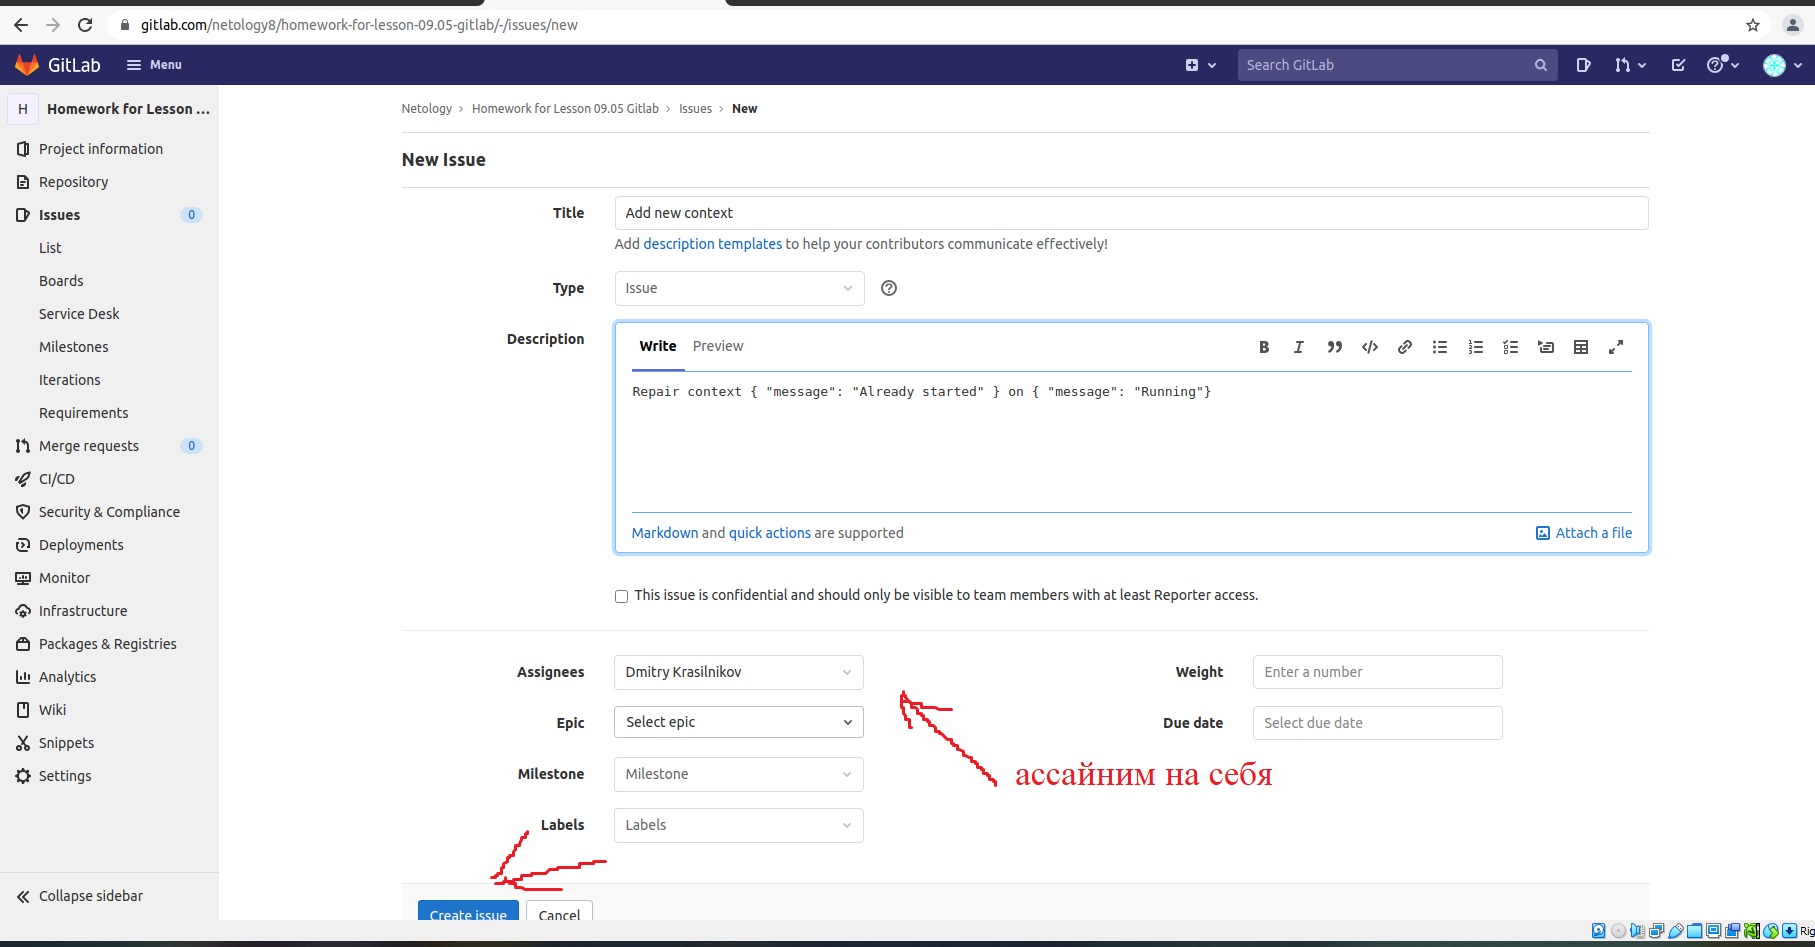 gitlab.com/netology8/homework-for-lesson-09.05-gitlab/-/issues/new
GitLab Menu Search GitLab
H Homework for Lesson ...
Project information
Repository
Issues 0
List
Boards
Service Desk
Milestones
Iterations
Requirements
Merge requests 0
CI/CD
Security & Compliance
Deployments
Monitor
Infrastructure
Packages & Registries
Analytics
Wiki
Snippets
Settings
Collapse sidebar
Netology > Homework for Lesson 09.05 Gitlab > Issues > New
New Issue
Title Add new context
Add description templates to help your contributors communicate effectively!
Type Issue
Description
Write Preview
Repair context { "message": "Already started" } on { "message": "Running"}
Markdown and quick actions are supported Attach a file
This issue is confidential and should only be visible to team members with at least Reporter access.
Assignees Dmitry Krasilnikov Weight Enter a number
Epic Select epic Due date Select due date
Milestone Milestone
ассайним на себя
Labels Labels
Create issue Cancel
Rig